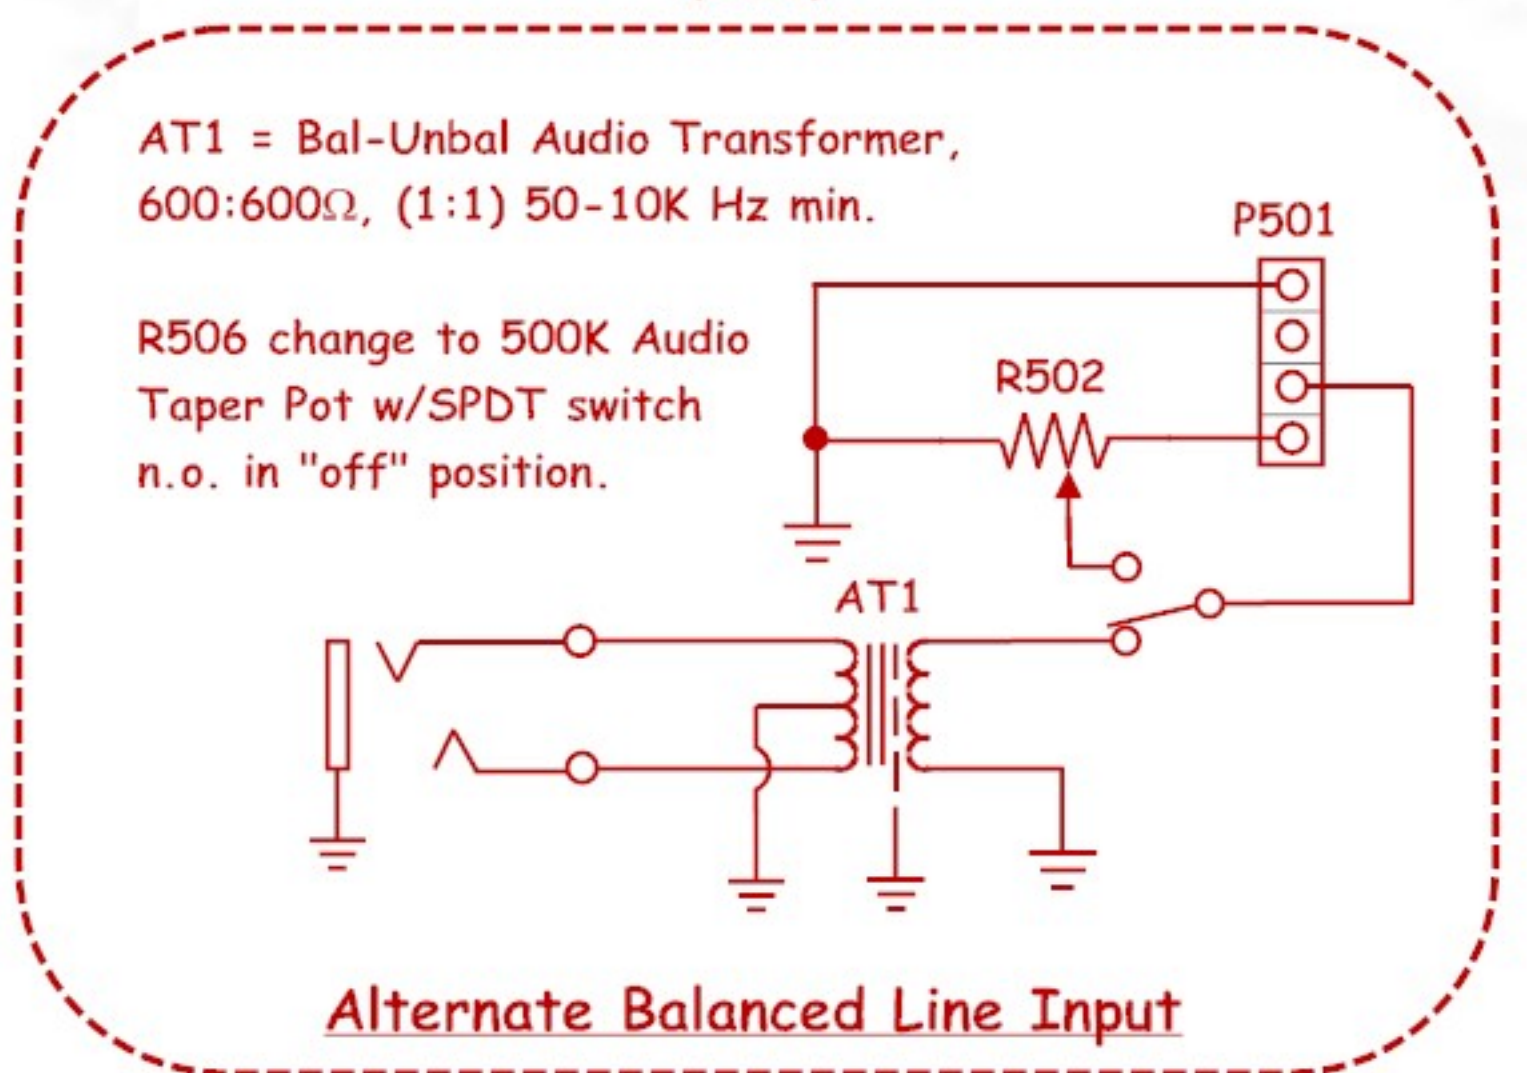 AT1 = Bal-Unbal Audio Transformer,
600:600Ω, (1:1) 50-10K Hz min.
P501
R506 change to 500K Audio
Taper Pot w/SPDT switch
n.o. in "off" position.
R502
AT1
Alternate Balanced Line Input